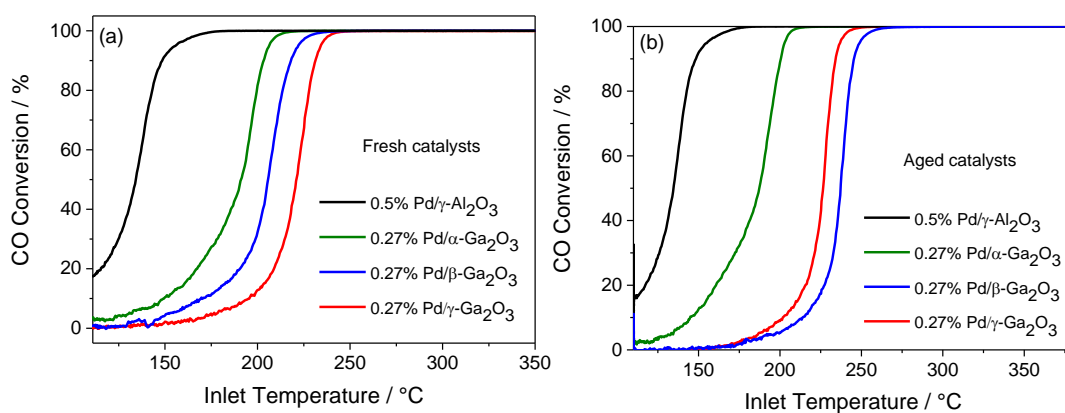 (a)
CO Conversion / %
100
80
60
40
20
0
Fresh catalysts
0.5% Pd/γ-Al₂O₃
0.27% Pd/α-Ga₂O₃
0.27% Pd/β-Ga₂O₃
0.27% Pd/γ-Ga₂O₃
150 200 250 300 350
Inlet Temperature / °C
(b)
CO Conversion / %
100
80
60
40
20
0
Aged catalysts
0.5% Pd/γ-Al₂O₃
0.27% Pd/α-Ga₂O₃
0.27% Pd/β-Ga₂O₃
0.27% Pd/γ-Ga₂O₃
150 200 250 300 350
Inlet Temperature / °C